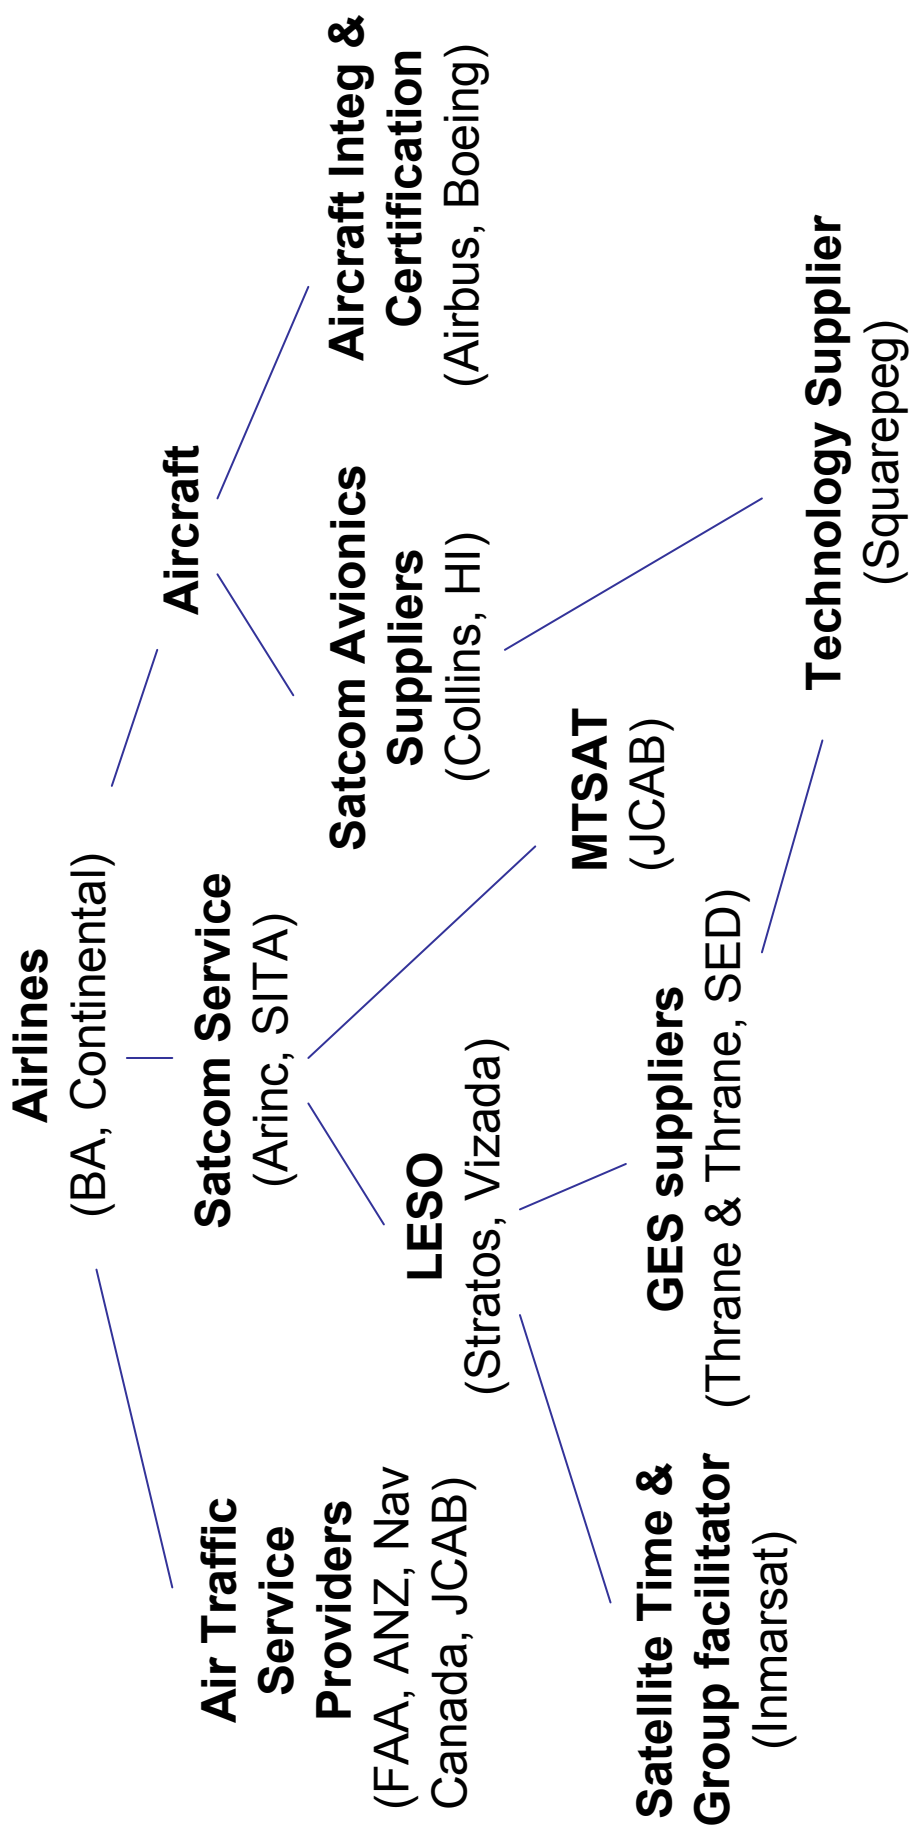 Airlines
(BA, Continental)
Aircraft
Satcom Service
(Arinc, SITA)
Air Traffic
Service
Providers
(FAA, ANZ, Nav
Canada, JCAB)
Satcom Avionics
Suppliers
(Collins, HI)
Aircraft Integ &
Certification
(Airbus, Boeing)
LESO
(Stratos, Vizada)
MTSAT
(JCAB)
Satellite Time &
Group facilitator
(Inmarsat)
GES suppliers
(Thrane & Thrane, SED)
Technology Supplier
(Squarepeg)